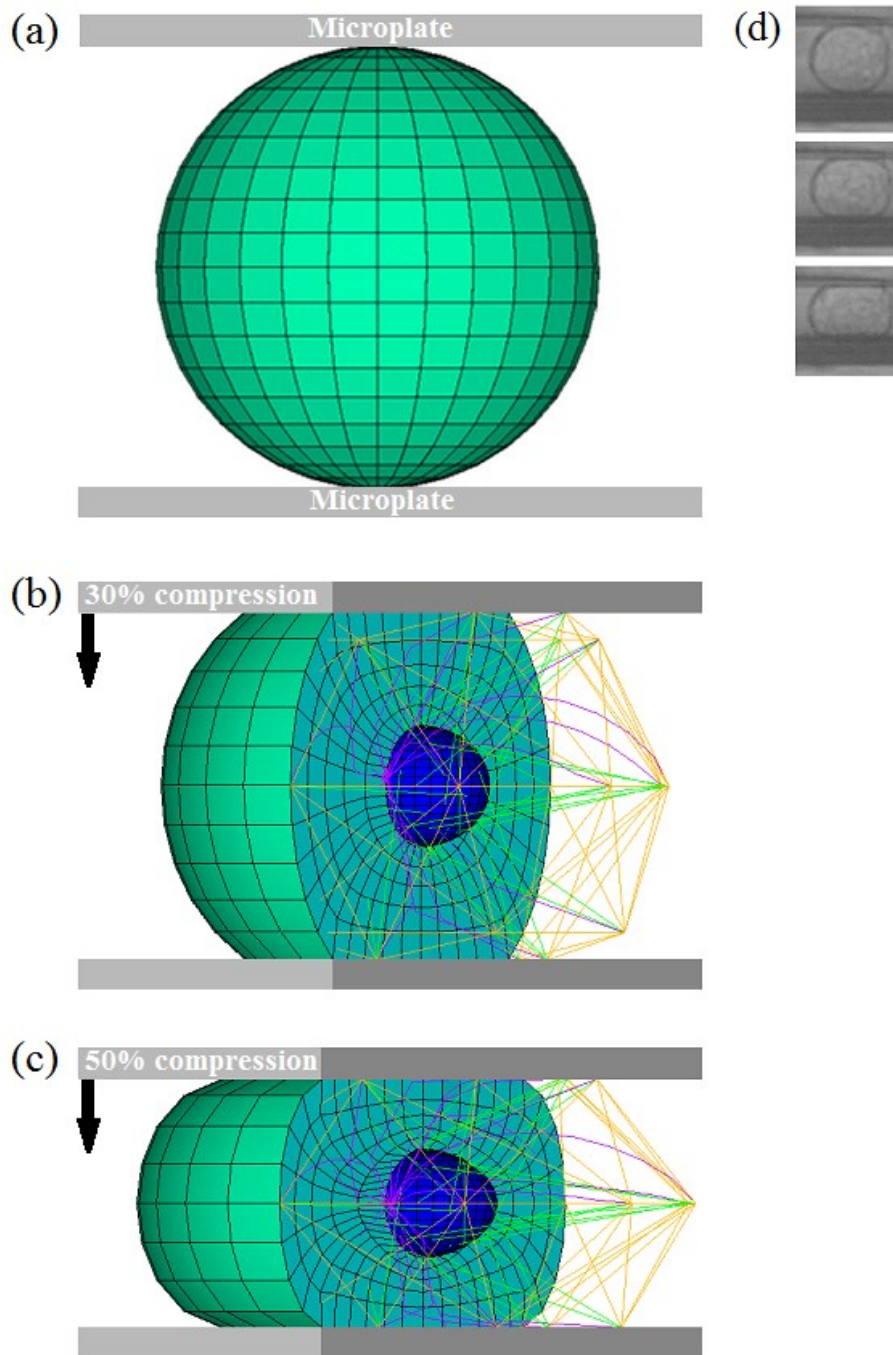 (a)
Microplate
(d)
Microplate
(b)
30% compression
(c)
50% compression